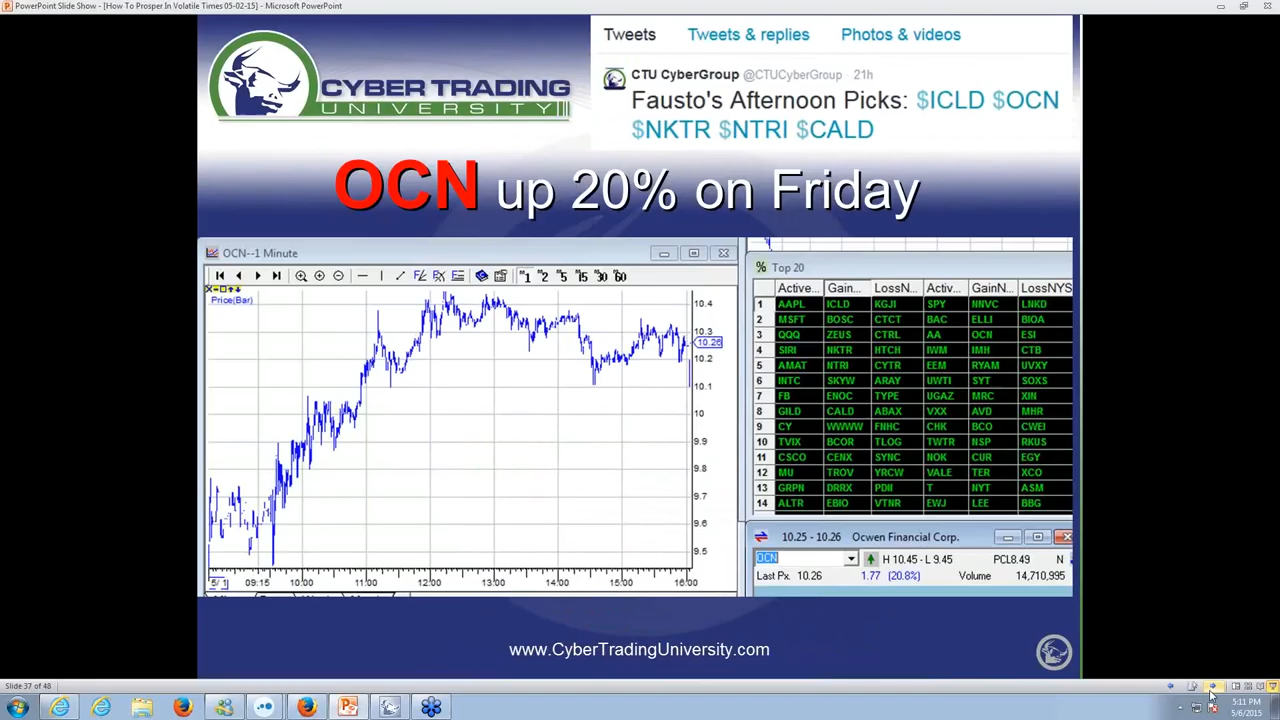 PowerPoint Slide Show - [How To Prosper In Volatile Times 05-02-15] - Microsoft PowerPoint
Tweets Tweets & replies Photos & videos
CTU CyberGroup @CTUCyberGroup 21h
Fausto's Afternoon Picks: $ICLD $OCN
$NKTR $NTRI $CALD
CYBER TRADING
UNIVERSITY
OCN up 20% on Friday
OCN--1 Minute
1 2 5 15 30 60
Price(Bar)
10.4
10.3
10.26
10.2
10.1
10
9.9
9.8
9.7
9.6
9.5
5/1 09:15 10:00 11:00 12:00 13:00 14:00 15:00 16:00
% Top 20
Active... Gain... LossN... Activ... GainN... LossNYS
1 AAPL ICLD KGJI SPY NNVC LNKD
2 MSFT BOSC CTCT BAC ELLI BIOA
3 QQQ ZEUS CTRL AA OCN ESI
4 SIRI NKTR HTCH IWM IMH CTB
5 AMAT NTRI CYTR EEM RYAM UVXY
6 INTC SKYW ARAY UWTI SYT SOXS
7 FB ENOC TYPE UGAZ MRC XIN
8 GILD CALD ABAX VXX AVD MHR
9 CY WWWW FNHC CHK BCO CWEI
10 TVIX BCOR TLOG TWTR NSP RKUS
11 CSCO CENX SYNC NOK CUR EGY
12 MU TROV YRCW VALE TER XCO
13 GRPN DRRX PDII T NYT ASM
14 ALTR EBIO VTNR EWJ LEE BBG
10.25 - 10.26 Ocwen Financial Corp.
OCN H 10.45 - L 9.45 PCL8.49 N
Last Px. 10.26 1.77 (20.8%) Volume 14,710,995
www.CyberTradingUniversity.com
Slide 37 of 48
5:11 PM
5/6/2015